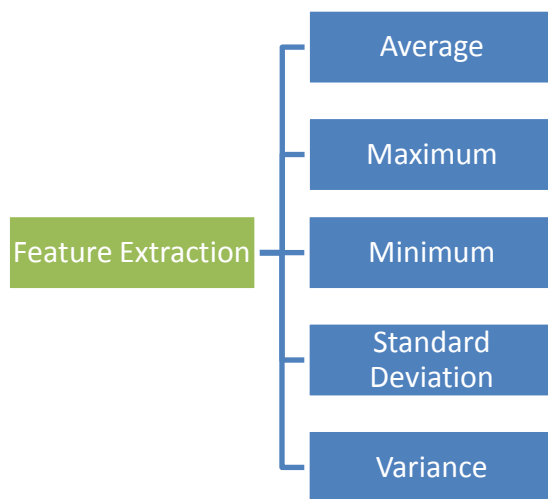 Average
Maximum
Feature Extraction
Minimum
Standard
Deviation
Variance